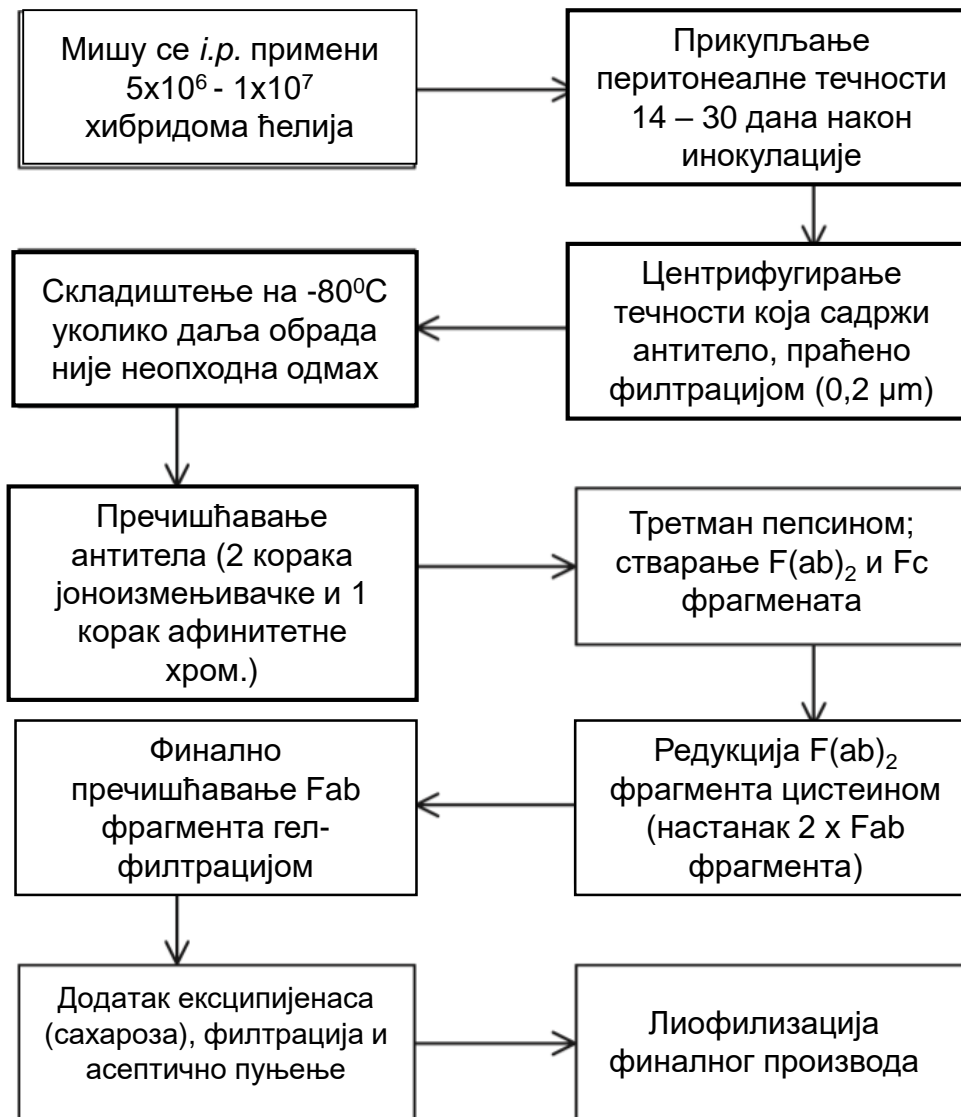 Мишу се i.p. примени
5x10⁶ - 1x10⁷
хибридома ћелија
Прикупљање
перитонеалне течности
14 – 30 дана након
инокулације
Центрифугирање
течности која садржи
антитело, праћено
филтрацијом (0,2 μm)
Складиштење на -80⁰C
уколико даља обрада
није неопходна одмах
Пречишћавање
антитела (2 корака
јоноизмењивачке и 1
корак афинитетне
хром.)
Третман пепсином;
стварање F(ab)₂ и Fc
фрагмената
Редукција F(ab)₂
фрагмента цистеином
(настанак 2 x Fab
фрагмента)
Финално
пречишћавање Fab
фрагмента гел-
филтрацијом
Додатак ексципијенаса
(сахароза), филтрација и
асептично пуњење
Лиофилизација
финалног производа